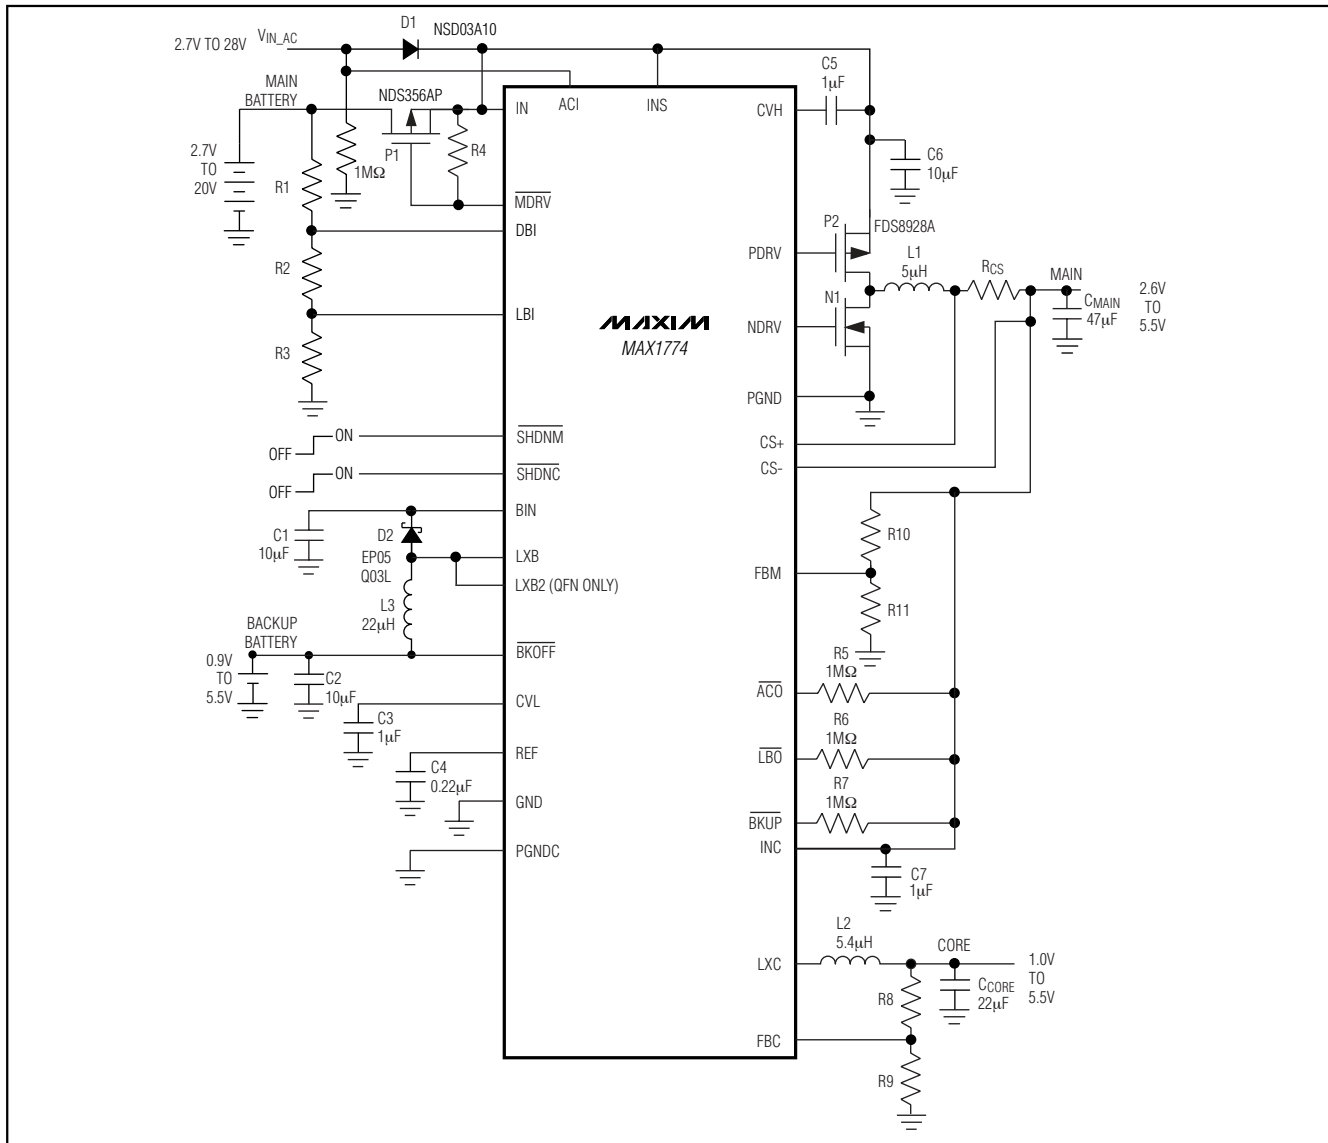 D1
NSD03A10
2.7V TO 28V
VIN_AC
MAIN
BATTERY
NDS356AP
IN
ACI
INS
C5
1µF
CVH
2.7V
TO
20V
R1
1MΩ
P1
R4
C6
10µF
MDRV
DBI
P2
FDS8928A
PDRV
R2
L1
5µH
RCS
MAIN
LBI
N1
CMAIN
47µF
2.6V
TO
5.5V
MAXIM
MAX1774
NDRV
R3
PGND
OFF
ON
SHDNM
CS+
OFF
ON
SHDNC
CS-
BIN
C1
10µF
D2
EP05
Q03L
LXB
LXB2 (QFN ONLY)
R10
FBM
R11
L3
22µH
BACKUP
BATTERY
BKOFF
0.9V
TO
5.5V
C2
10µF
R5
1MΩ
ACO
CVL
C3
1µF
R6
1MΩ
LBO
REF
C4
0.22µF
R7
1MΩ
GND
BKUP
INC
PGNDC
C7
1µF
L2
5.4µH
CORE
LXC
1.0V
TO
5.5V
CCORE
22µF
R8
FBC
R9